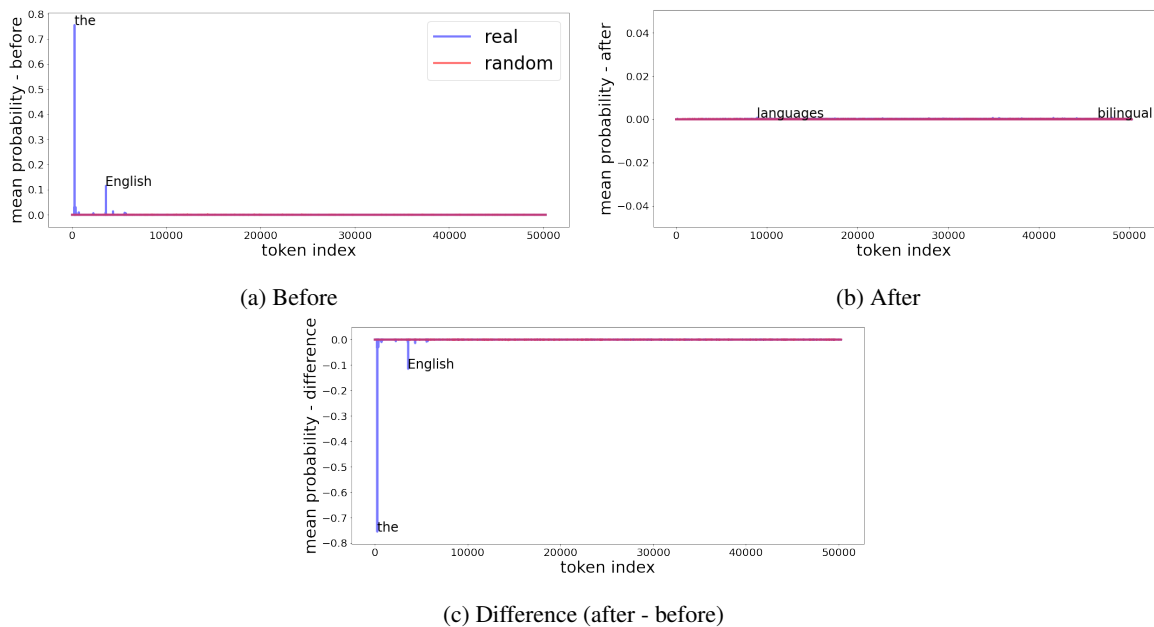 the
0.8
0.7
0.6
0.5
0.4
0.3
0.2
0.1
0.0
mean probability - before
English
real
random
0 10000 20000 30000 40000 50000
token index
(a) Before
0.04
0.02
0.00
−0.02
−0.04
mean probability - after
languages bilingual
0 10000 20000 30000 40000 50000
token index
(b) After
0.0
−0.1
−0.2
−0.3
−0.4
−0.5
−0.6
−0.7
−0.8
mean probability - difference
English
the
0 10000 20000 30000 40000 50000
token index
(c) Difference (after - before)